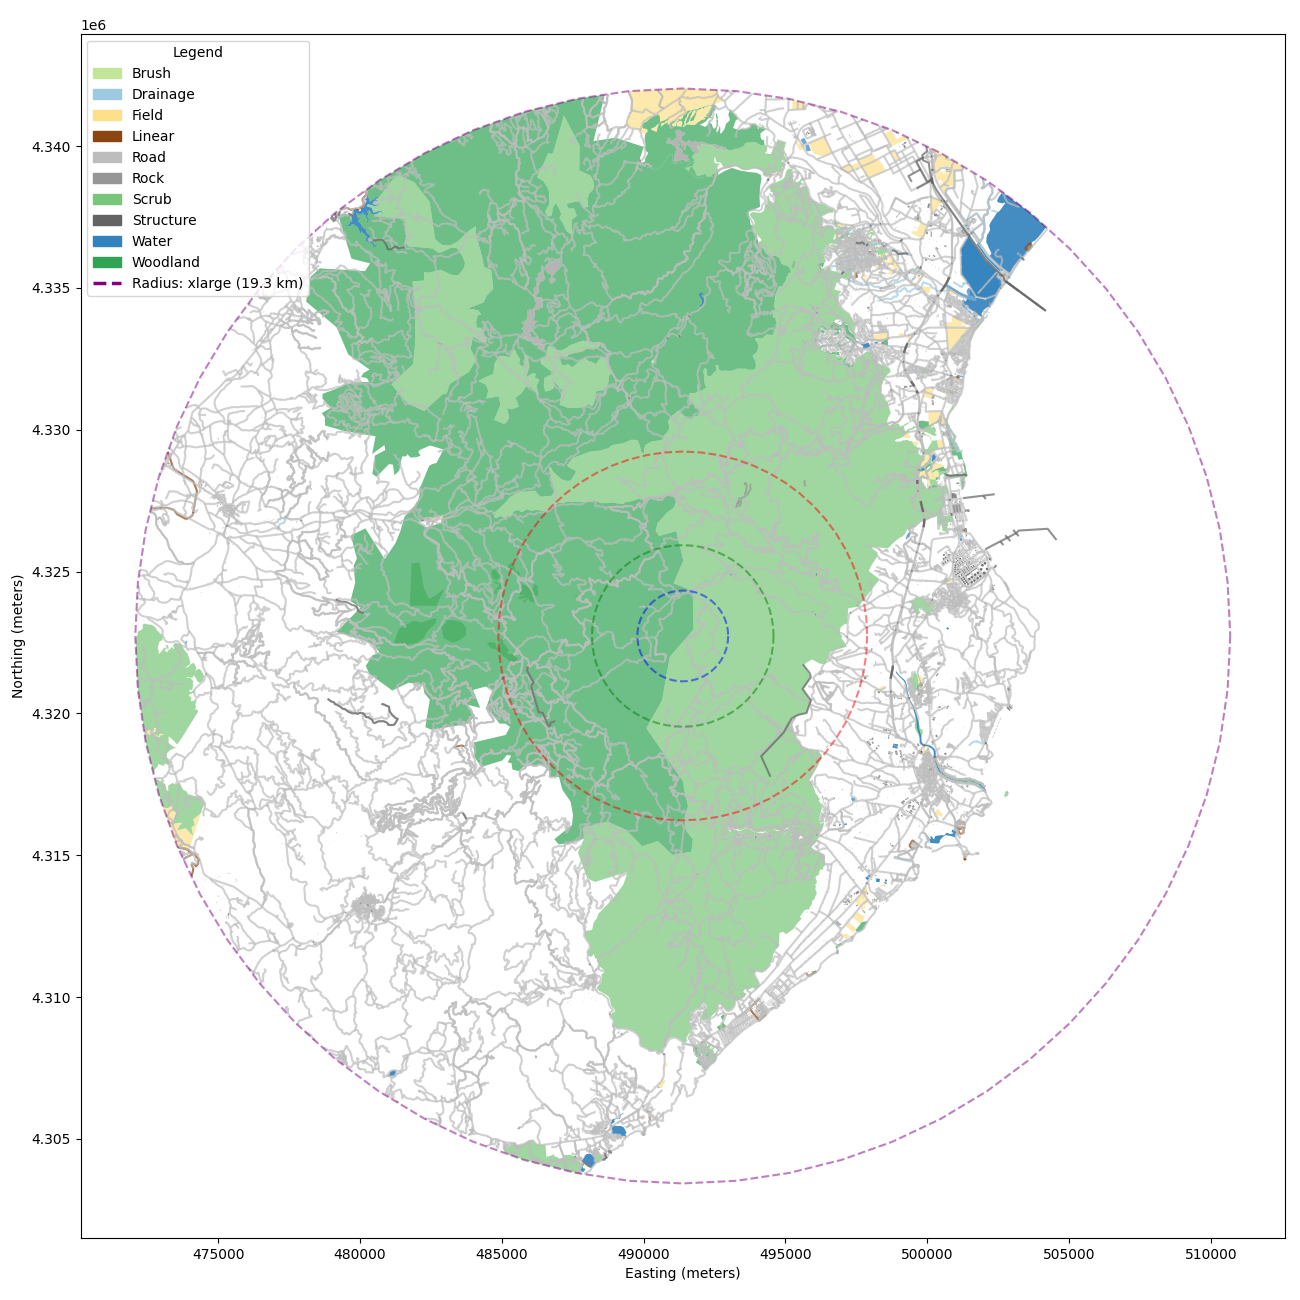 1e6
Legend
Brush
Drainage
Field
Linear
Road
Rock
Scrub
Structure
Water
Woodland
Radius: xlarge (19.3 km)
4.340
4.335
4.330
4.325
4.320
4.315
4.310
4.305
Northing (meters)
475000 480000 485000 490000 495000 500000 505000 510000
Easting (meters)